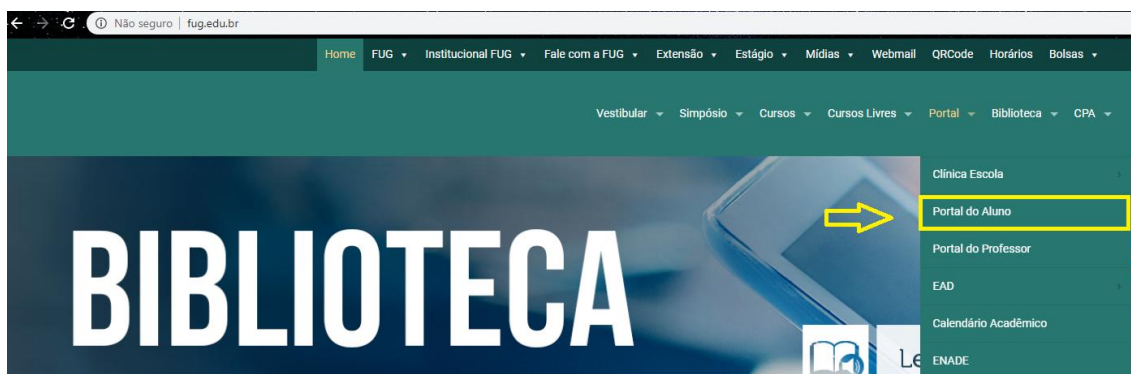 Não seguro | fug.edu.br
Home FUG Institucional FUG Fale com a FUG Extensão Estágio Mídias Webmail QRCode Horários Bolsas
Vestibular Simpósio Cursos Cursos Livres Portal Biblioteca CPA
Clínica Escola
Portal do Aluno
Portal do Professor
EAD
Calendário Acadêmico
ENADE
BIBLIOTECA
Le